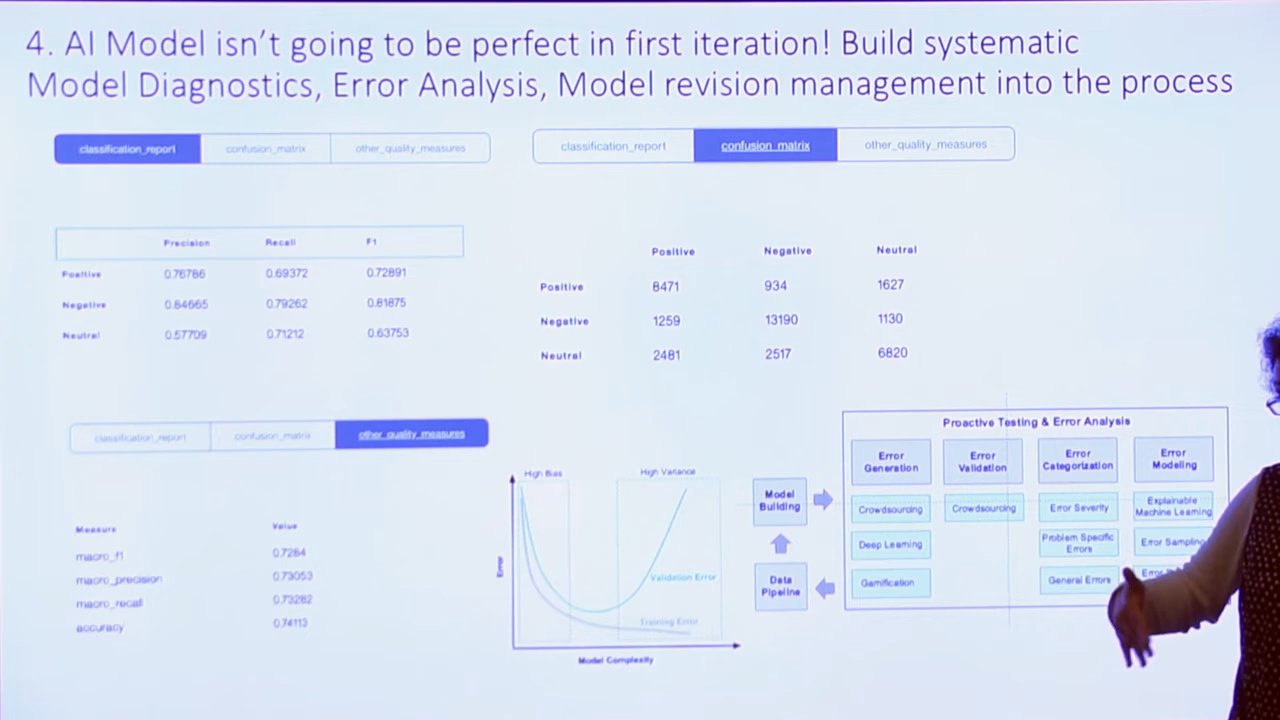 4. AI Model isn't going to be perfect in first iteration! Build systematic
Model Diagnostics, Error Analysis, Model revision management into the process
classification_report confusion_matrix other_quality_measures
Precision Recall F1
Positive 0.76786 0.69372 0.72891
Negative 0.84665 0.79262 0.81875
Neutral 0.57709 0.71212 0.63753
classification_report confusion_matrix other_quality_measures
Positive Negative Neutral
Positive 8471 934 1627
Negative 1259 13190 1130
Neutral 2481 2517 6820
classification_report confusion_matrix other_quality_measures
Measure Value
macro_f1 0.7284
macro_precision 0.73053
macro_recall 0.73282
accuracy 0.74113
High Bias High Variance
Error
Validation Error
Training Error
Model Complexity
Model
Building
Data
Pipeline
Proactive Testing & Error Analysis
Error
Generation
Crowdsourcing
Deep Learning
Gamification
Error
Validation
Crowdsourcing
Error
Categorization
Error Severity
Problem Specific
Errors
General Errors
Error
Modeling
Explainable
Machine Learning
Error Sampling
Error